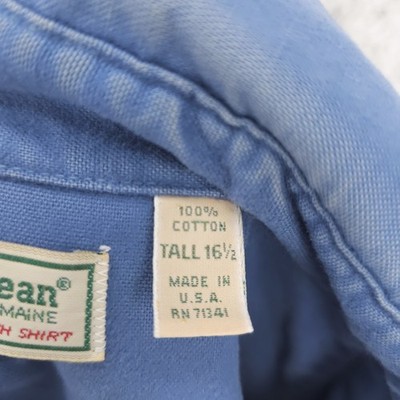 100%
COTTON
TALL 16½
MADE IN
U.S.A.
RN 71341
ean®
MAINE
H SHIRT